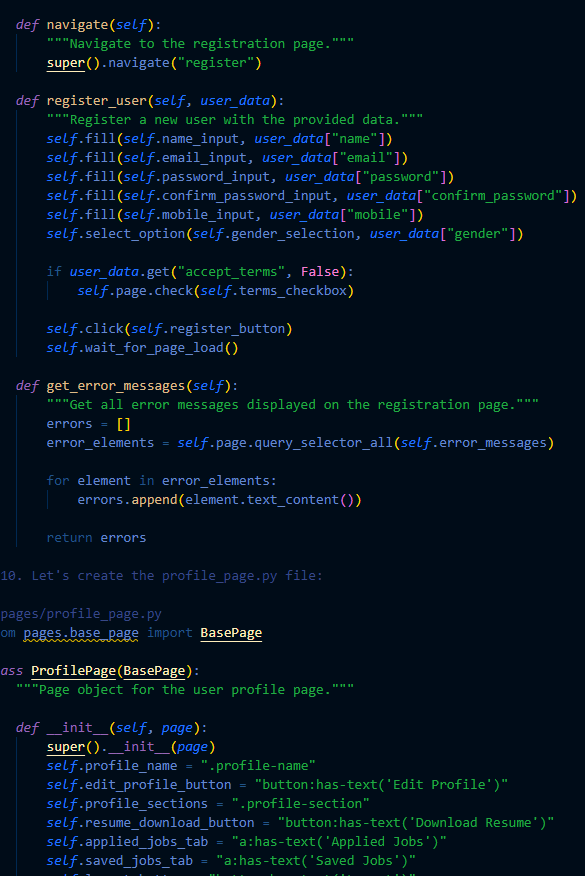 def navigate(self):
"""Navigate to the registration page."""
super().navigate("register")
def register_user(self, user_data):
"""Register a new user with the provided data."""
self.fill(self.name_input, user_data["name"])
self.fill(self.email_input, user_data["email"])
self.fill(self.password_input, user_data["password"])
self.fill(self.confirm_password_input, user_data["confirm_password"])
self.fill(self.mobile_input, user_data["mobile"])
self.select_option(self.gender_selection, user_data["gender"])
if user_data.get("accept_terms", False):
self.page.check(self.terms_checkbox)
self.click(self.register_button)
self.wait_for_page_load()
def get_error_messages(self):
"""Get all error messages displayed on the registration page."""
errors = []
error_elements = self.page.query_selector_all(self.error_messages)
for element in error_elements:
errors.append(element.text_content())
return errors
10. Let's create the profile_page.py file:
pages/profile_page.py
om pages.base_page import BasePage
ass ProfilePage(BasePage):
"""Page object for the user profile page."""
def __init__(self, page):
super().__init__(page)
self.profile_name = ".profile-name"
self.edit_profile_button = "button:has-text('Edit Profile')"
self.profile_sections = ".profile-section"
self.resume_download_button = "button:has-text('Download Resume')"
self.applied_jobs_tab = "a:has-text('Applied Jobs')"
self.saved_jobs_tab = "a:has-text('Saved Jobs')"